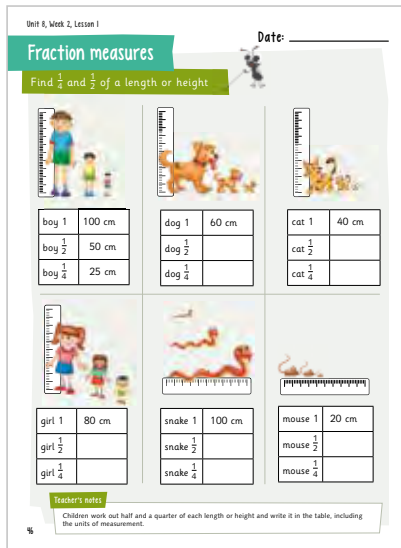 Unit 8, Week 2, Lesson 1
Date:
Fraction measures
Find 1/4 and 1/2 of a length or height
boy 1 100 cm
boy 1/2 50 cm
boy 1/4 25 cm
dog 1 60 cm
dog 1/2
dog 1/4
cat 1 40 cm
cat 1/2
cat 1/4
girl 1 80 cm
girl 1/2
girl 1/4
snake 1 100 cm
snake 1/2
snake 1/4
mouse 1 20 cm
mouse 1/2
mouse 1/4
Teacher's notes
Children work out half and a quarter of each length or height and write it in the table, including
the units of measurement.
46